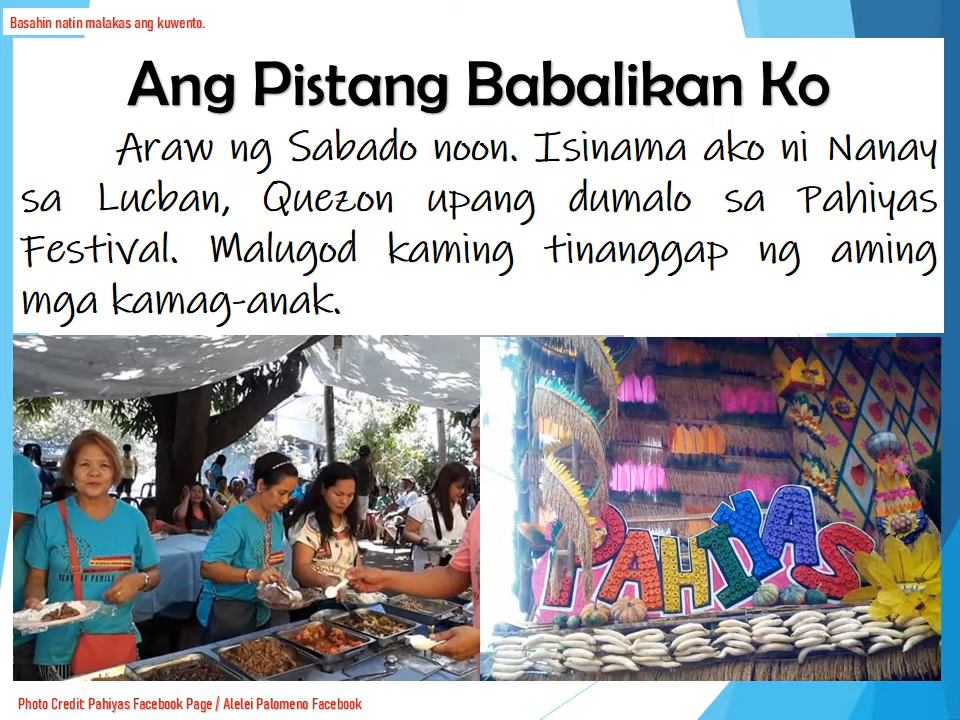 Basahin natin malakas ang kuwento.
Ang Pistang Babalikan Ko
Araw ng Sabado noon. Isinama ako ni Nanay
sa Lucban, Quezon upang dumalo sa Pahiyas
Festival. Malugod kaming tinanggap ng aming
mga kamag-anak.
FAMILY
PAHIYAS
Photo Credit: Pahiyas Facebook Page / Alelei Palomeno Facebook